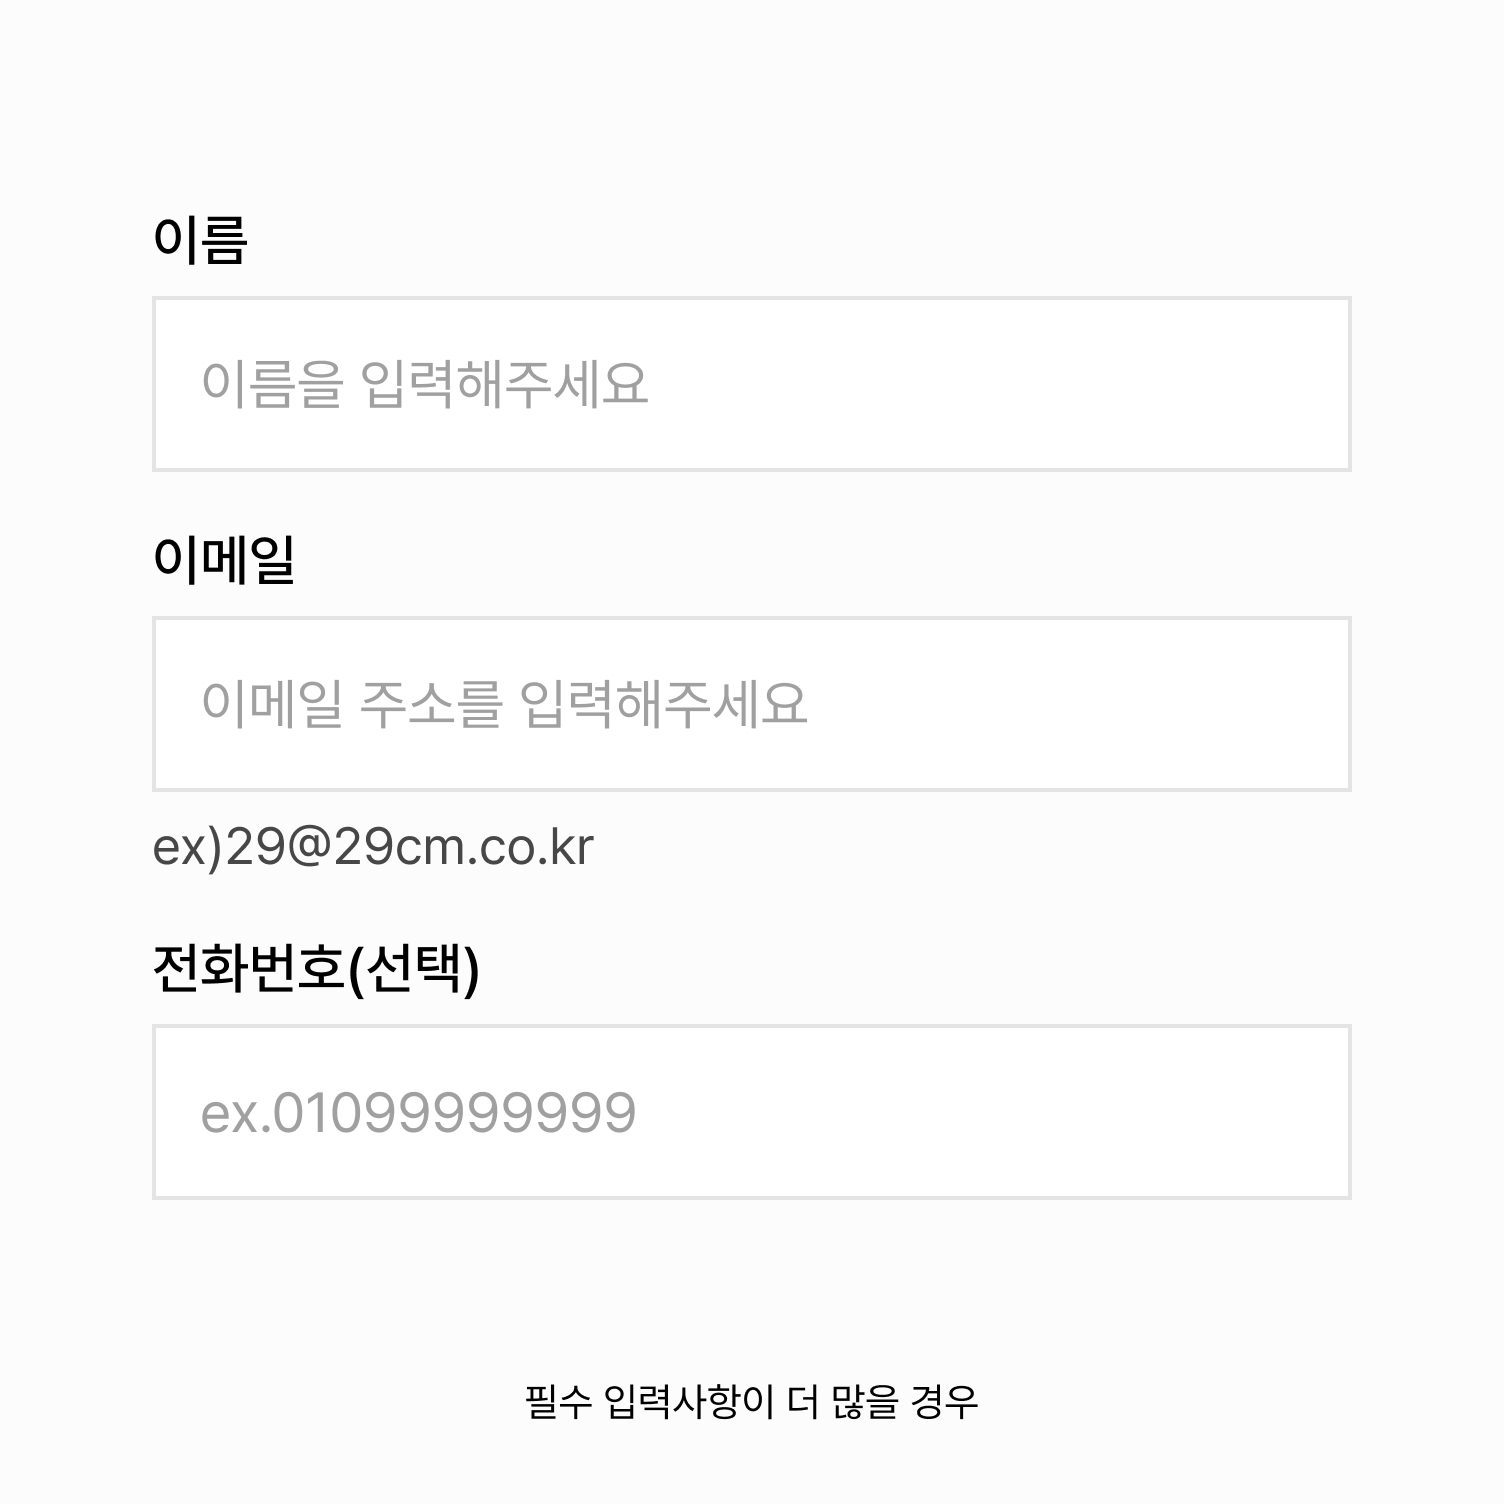 이름
이름을 입력해주세요
이메일
이메일 주소를 입력해주세요
ex)29@29cm.co.kr
전화번호(선택)
ex.01099999999
필수 입력사항이 더 많을 경우